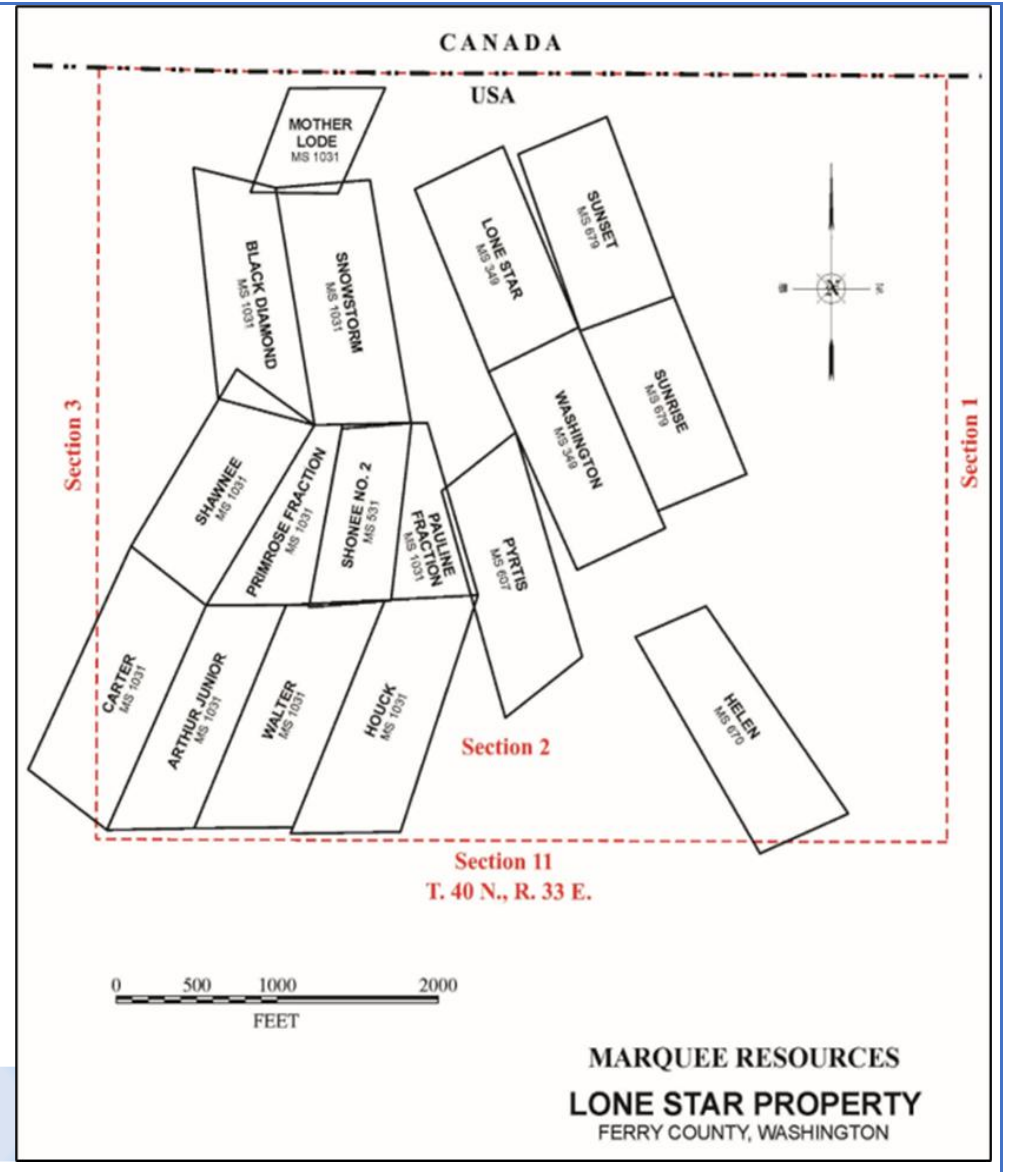 CANADA
USA
MOTHER
LODE
MS 1031
BLACK DIAMOND
MS 1031
SNOWSTORM
MS 1031
LONE STAR
MS 349
SUNSET
MS 679
Section 3
SHAWNEE
MS 1031
PRIMROSE FRACTION
MS 1031
SHONEE NO. 2
MS 531
PAULINE
FRACTION
MS 1031
PYRTIS
MS 607
WASHINGTON
MS 349
SUNRISE
MS 679
Section 1
CARTER
MS 1031
ARTHUR JUNIOR
MS 1031
WALTER
MS 1031
HOUCK
MS 1031
HELEN
MS 670
Section 2
Section 11
T. 40 N., R. 33 E.
0 500 1000 2000
FEET
MARQUEE RESOURCES
LONE STAR PROPERTY
FERRY COUNTY, WASHINGTON